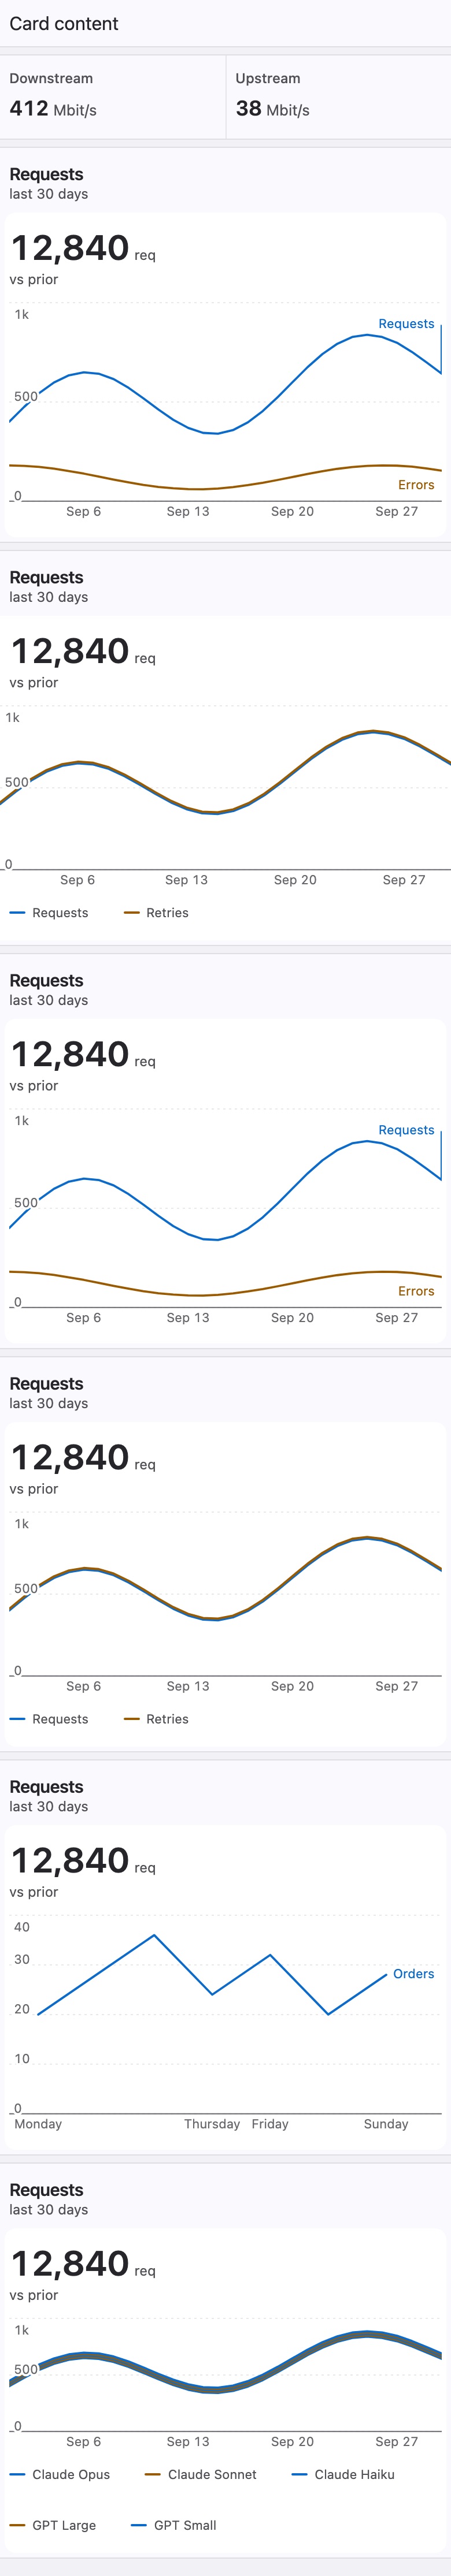 Card content
Downstream
412 Mbit/s
Upstream
38 Mbit/s
Requests
last 30 days
12,840 req
vs prior
1k
Requests
500
Errors
0
Sep 6 Sep 13 Sep 20 Sep 27
Requests
last 30 days
12,840 req
vs prior
1k
500
0
Sep 6 Sep 13 Sep 20 Sep 27
Requests Retries
Requests
last 30 days
12,840 req
vs prior
1k
Requests
500
Errors
0
Sep 6 Sep 13 Sep 20 Sep 27
Requests
last 30 days
12,840 req
vs prior
1k
500
0
Sep 6 Sep 13 Sep 20 Sep 27
Requests Retries
Requests
last 30 days
12,840 req
vs prior
40
30
Orders
20
10
0
Monday Thursday Friday Sunday
Requests
last 30 days
12,840 req
vs prior
1k
500
0
Sep 6 Sep 13 Sep 20 Sep 27
Claude Opus Claude Sonnet Claude Haiku
GPT Large GPT Small